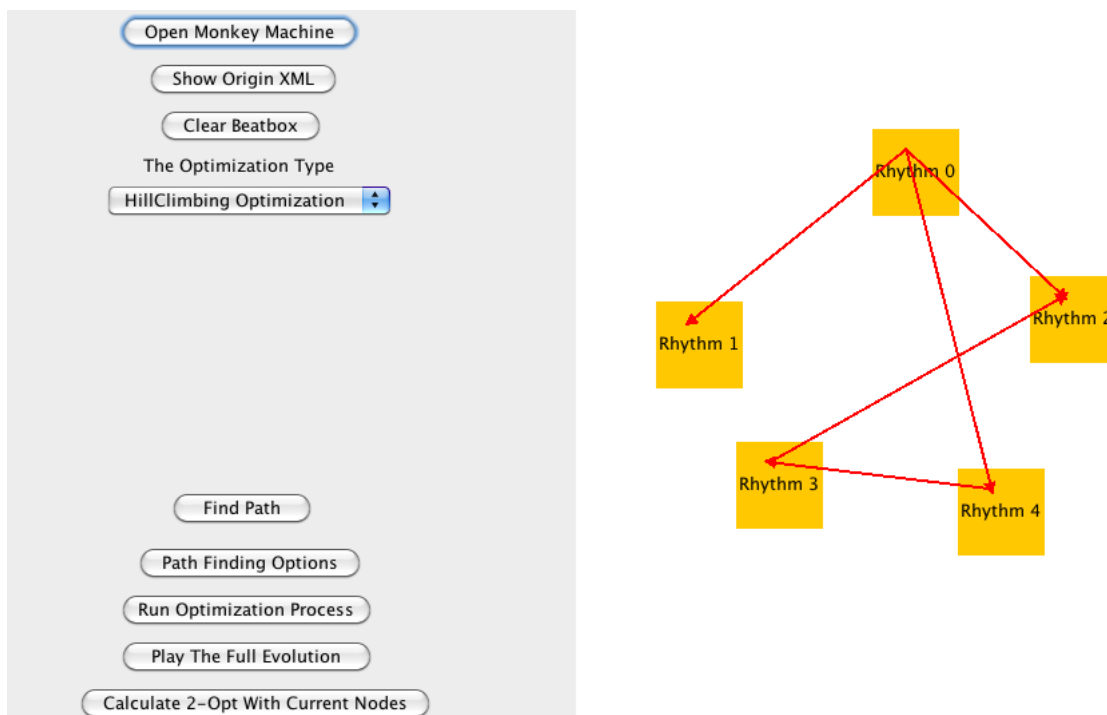 Open Monkey Machine
Show Origin XML
Clear Beatbox
The Optimization Type
HillClimbing Optimization
Find Path
Path Finding Options
Run Optimization Process
Play The Full Evolution
Calculate 2-Opt With Current Nodes
Rhythm 0
Rhythm 1
Rhythm 2
Rhythm 3
Rhythm 4